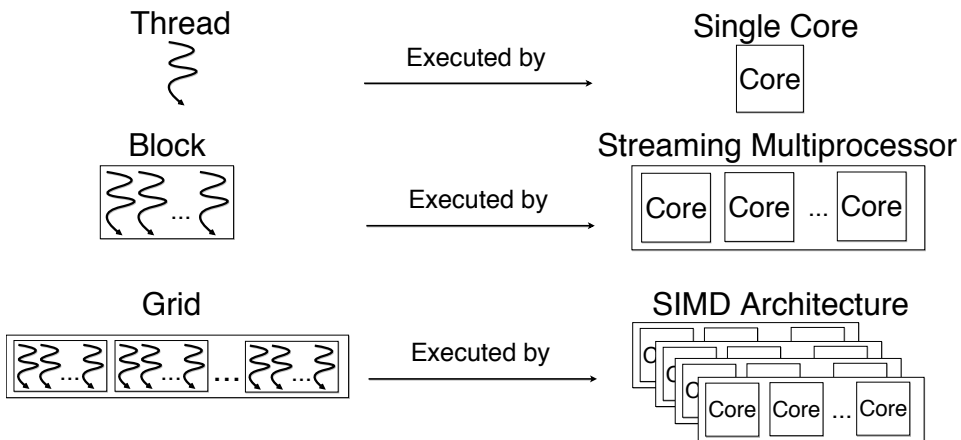 Thread
Executed by
Single Core
Core
Block
Executed by
Streaming Multiprocessor
...
Core Core ... Core
Grid
Executed by
SIMD Architecture
... ... ... ...
C
C
C
Core Core ... Core